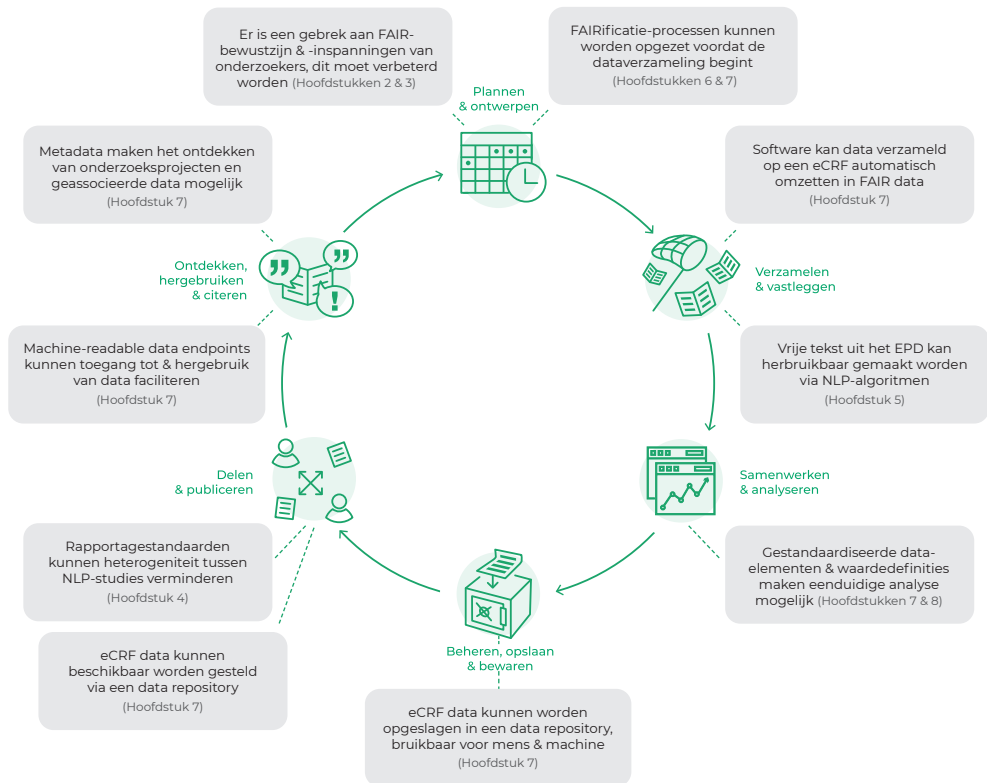 Er is een gebrek aan FAIR-
bewustzijn & -inspanningen van
onderzoekers, dit moet verbeterd
worden (Hoofdstukken 2 & 3)
FAIRificatie-processen kunnen
worden opgezet voordat de
dataverzameling begint
(Hoofdstukken 6 & 7)
Plannen
& ontwerpen
Metadata maken het ontdekken
van onderzoeksprojecten en
geassocieerde data mogelijk
(Hoofdstuk 7)
Software kan data verzameld
op een eCRF automatisch
omzetten in FAIR data
(Hoofdstuk 7)
Ontdekken,
hergebruiken
& citeren
Verzamelen
& vastleggen
Machine-readable data endpoints
kunnen toegang tot & hergebruik
van data faciliteren
(Hoofdstuk 7)
Vrije tekst uit het EPD kan
herbruikbaar gemaakt worden
via NLP-algoritmen
(Hoofdstuk 5)
Delen
& publiceren
Samenwerken
& analyseren
Rapportagestandaarden
kunnen heterogeniteit tussen
NLP-studies verminderen
(Hoofdstuk 4)
Gestandaardiseerde data-
elementen & waardedefinities
maken eenduidige analyse
mogelijk (Hoofdstukken 7 & 8)
eCRF data kunnen
beschikbaar worden gesteld
via een data repository
(Hoofdstuk 7)
Beheren, opslaan
& bewaren
eCRF data kunnen worden
opgeslagen in een data repository,
bruikbaar voor mens & machine
(Hoofdstuk 7)